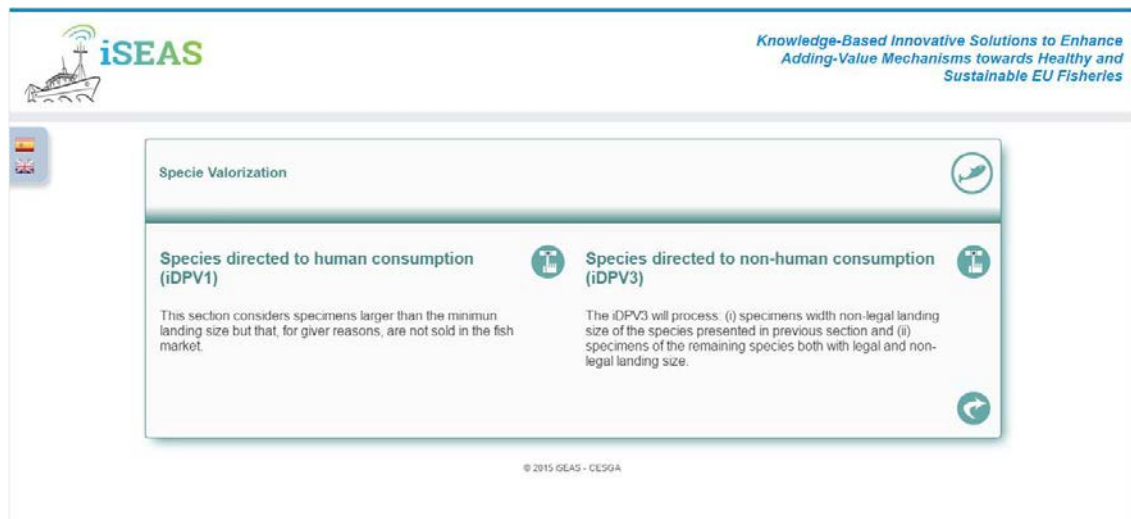 iSEAS
Knowledge-Based Innovative Solutions to Enhance
Adding-Value Mechanisms towards Healthy and
Sustainable EU Fisheries
Specie Valorization
Species directed to human consumption
(iDPV1)
This section considers specimens larger than the minimun
landing size but that, for giver reasons, are not sold in the fish
market.
Species directed to non-human consumption
(iDPV3)
The iDPV3 will process: (i) specimens width non-legal landing
size of the species presented in previous section and (ii)
specimens of the remaining species both with legal and non-
legal landing size.
© 2015 iSEAS - CESGA